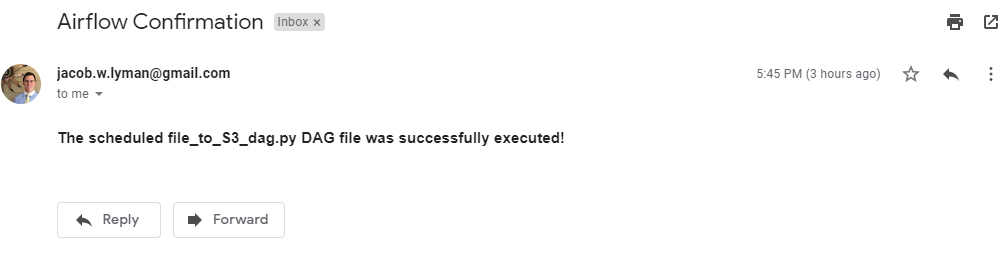 Airflow Confirmation Inbox ×
jacob.w.lyman@gmail.com 5:45 PM (3 hours ago)
to me
The scheduled file_to_S3_dag.py DAG file was successfully executed!
Reply Forward